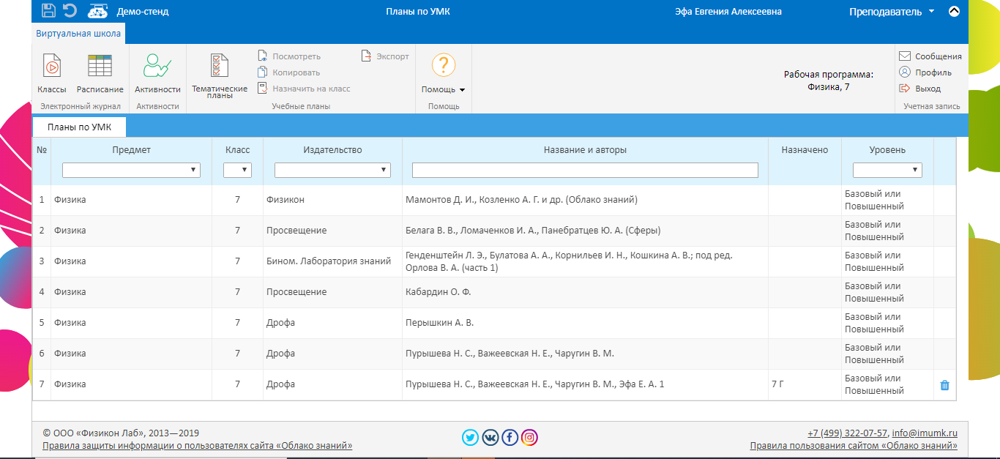 Демо-стенд
Планы по УМК
Эфа Евгения Алексеевна
Преподаватель
Виртуальная школа
Классы
Расписание
Электронный журнал
Активности
Активности
Тематические
планы
Посмотреть
Копировать
Назначить на класс
Экспорт
Учебные планы
Помощь
Помощь
Рабочая программа:
Физика, 7
Сообщения
Профиль
Выход
Учетная запись
Планы по УМК
№ Предмет Класс Издательство Название и авторы Назначено Уровень
1 Физика 7 Физикон Мамонтов Д. И., Козленко А. Г. и др. (Облако знаний) Базовый или
Повышенный
2 Физика 7 Просвещение Белага В. В., Ломаченков И. А., Панебратцев Ю. А. (Сферы) Базовый или
Повышенный
3 Физика 7 Бином. Лаборатория знаний Генденштейн Л. Э., Булатова А. А., Корнильев И. Н., Кошкина А. В.; под ред. Базовый или
Орлова В. А. (часть 1) Повышенный
4 Физика 7 Просвещение Кабардин О. Ф. Базовый или
Повышенный
5 Физика 7 Дрофа Перышкин А. В. Базовый или
Повышенный
6 Физика 7 Дрофа Пурышева Н. С., Важеевская Н. Е., Чаругин В. М. Базовый или
Повышенный
7 Физика 7 Дрофа Пурышева Н. С., Важеевская Н. Е., Чаругин В. М., Эфа Е. А. 1 7 Г Базовый или
Повышенный
© ООО «Физикон Лаб», 2013—2019
Правила защиты информации о пользователях сайта «Облако знаний»
+7 (499) 322-07-57, info@imumk.ru
Правила пользования сайтом «Облако знаний»